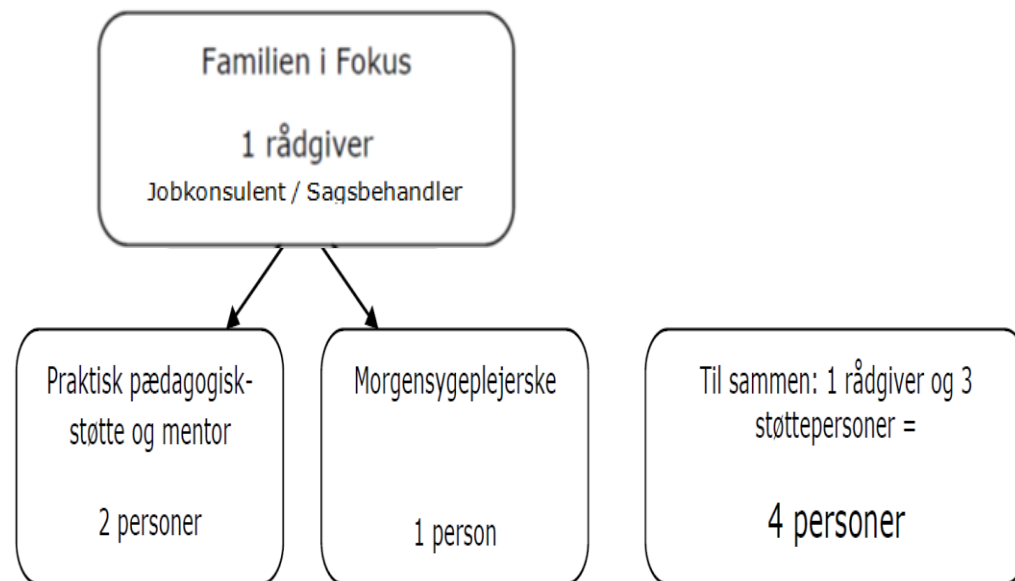 Familien i Fokus
1 rådgiver
Jobkonsulent / Sagsbehandler
Praktisk pædagogisk-
støtte og mentor
2 personer
Morgensygeplejerske
1 person
Til sammen: 1 rådgiver og 3
støttepersoner =
4 personer